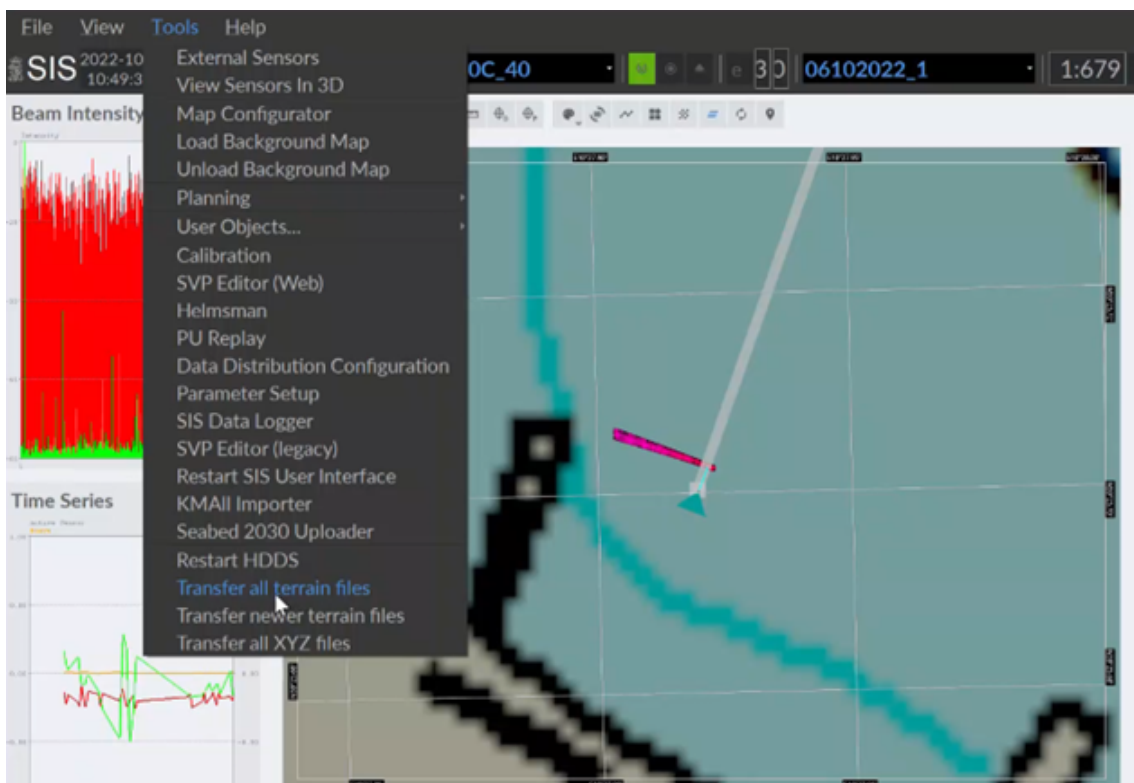 File View Tools Help
SIS
2022-10
10:49:3
0C_40
3D
06102022_1
1:679
Beam Intensity
Intensity
External Sensors
View Sensors In 3D
Map Configurator
Load Background Map
Unload Background Map
Planning
User Objects...
Calibration
SVP Editor (Web)
Helmsman
PU Replay
Data Distribution Configuration
Parameter Setup
SIS Data Logger
SVP Editor (legacy)
Restart SIS User Interface
KMAll Importer
Seabed 2030 Uploader
Restart HDDS
Transfer all terrain files
Transfer newer terrain files
Transfer all XYZ files
Time Series